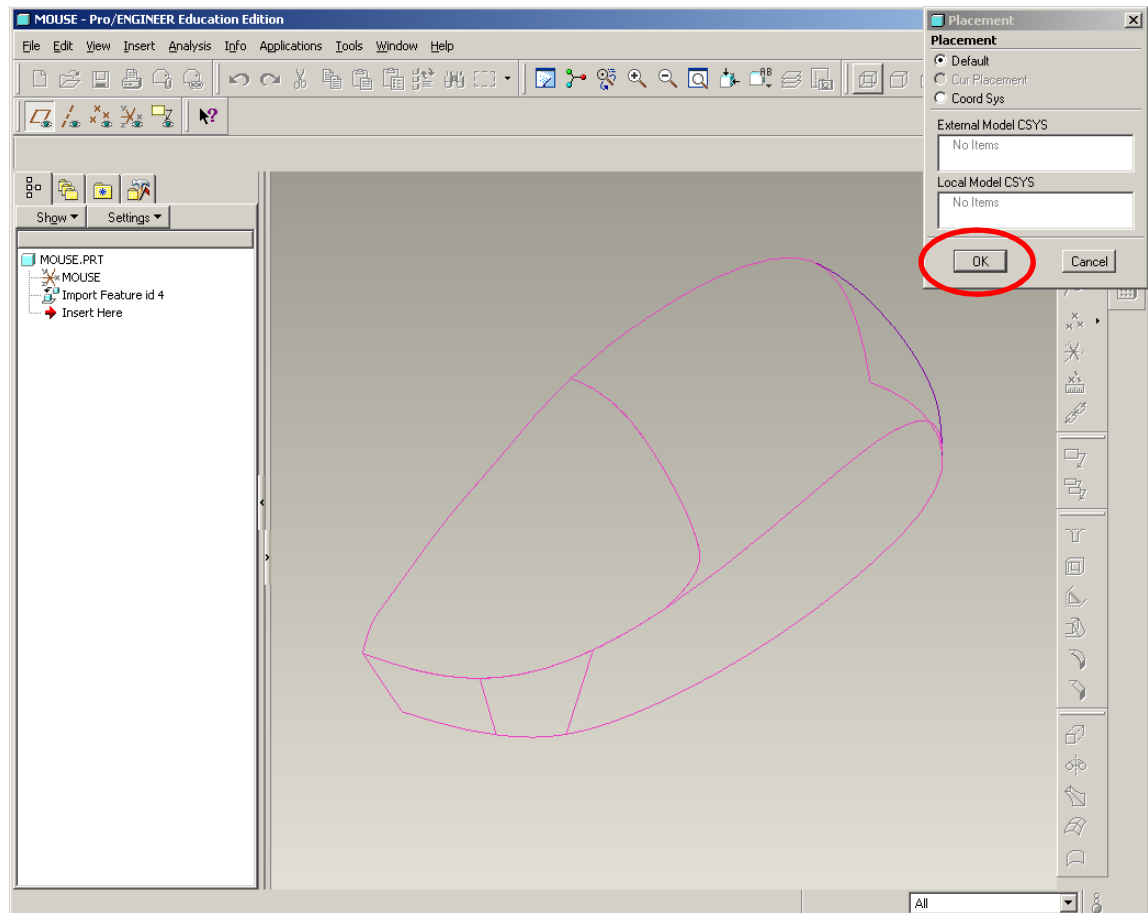 MOUSE - Pro/ENGINEER Education Edition
File Edit View Insert Analysis Info Applications Tools Window Help
Show Settings
MOUSE.PRT
MOUSE
Import Feature id 4
Insert Here
Placement
Placement
Default
Cur Placement
Coord Sys
External Model CSYS
No Items
Local Model CSYS
No Items
OK Cancel
All